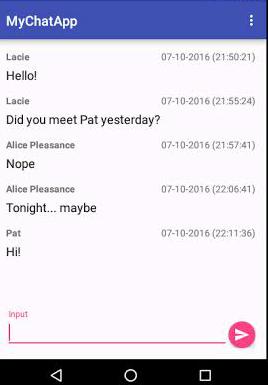 MyChatApp
Lacie 07-10-2016 (21:50:21)
Hello!
Lacie 07-10-2016 (21:55:24)
Did you meet Pat yesterday?
Alice Pleasance 07-10-2016 (21:57:41)
Nope
Alice Pleasance 07-10-2016 (22:06:41)
Tonight... maybe
Pat 07-10-2016 (22:11:36)
Hi!
Input